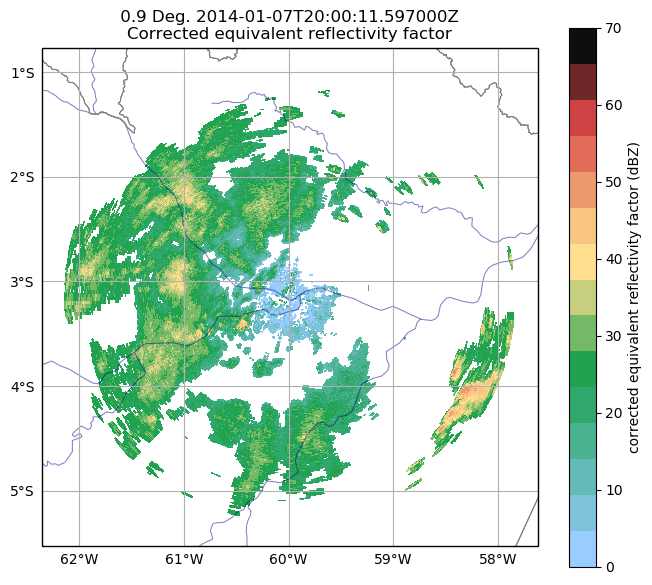 0.9 Deg. 2014-01-07T20:00:11.597000Z
Corrected equivalent reflectivity factor
1°S
2°S
3°S
4°S
5°S
62°W
61°W
60°W
59°W
58°W
70
60
50
40
30
20
10
0
corrected equivalent reflectivity factor (dBZ)